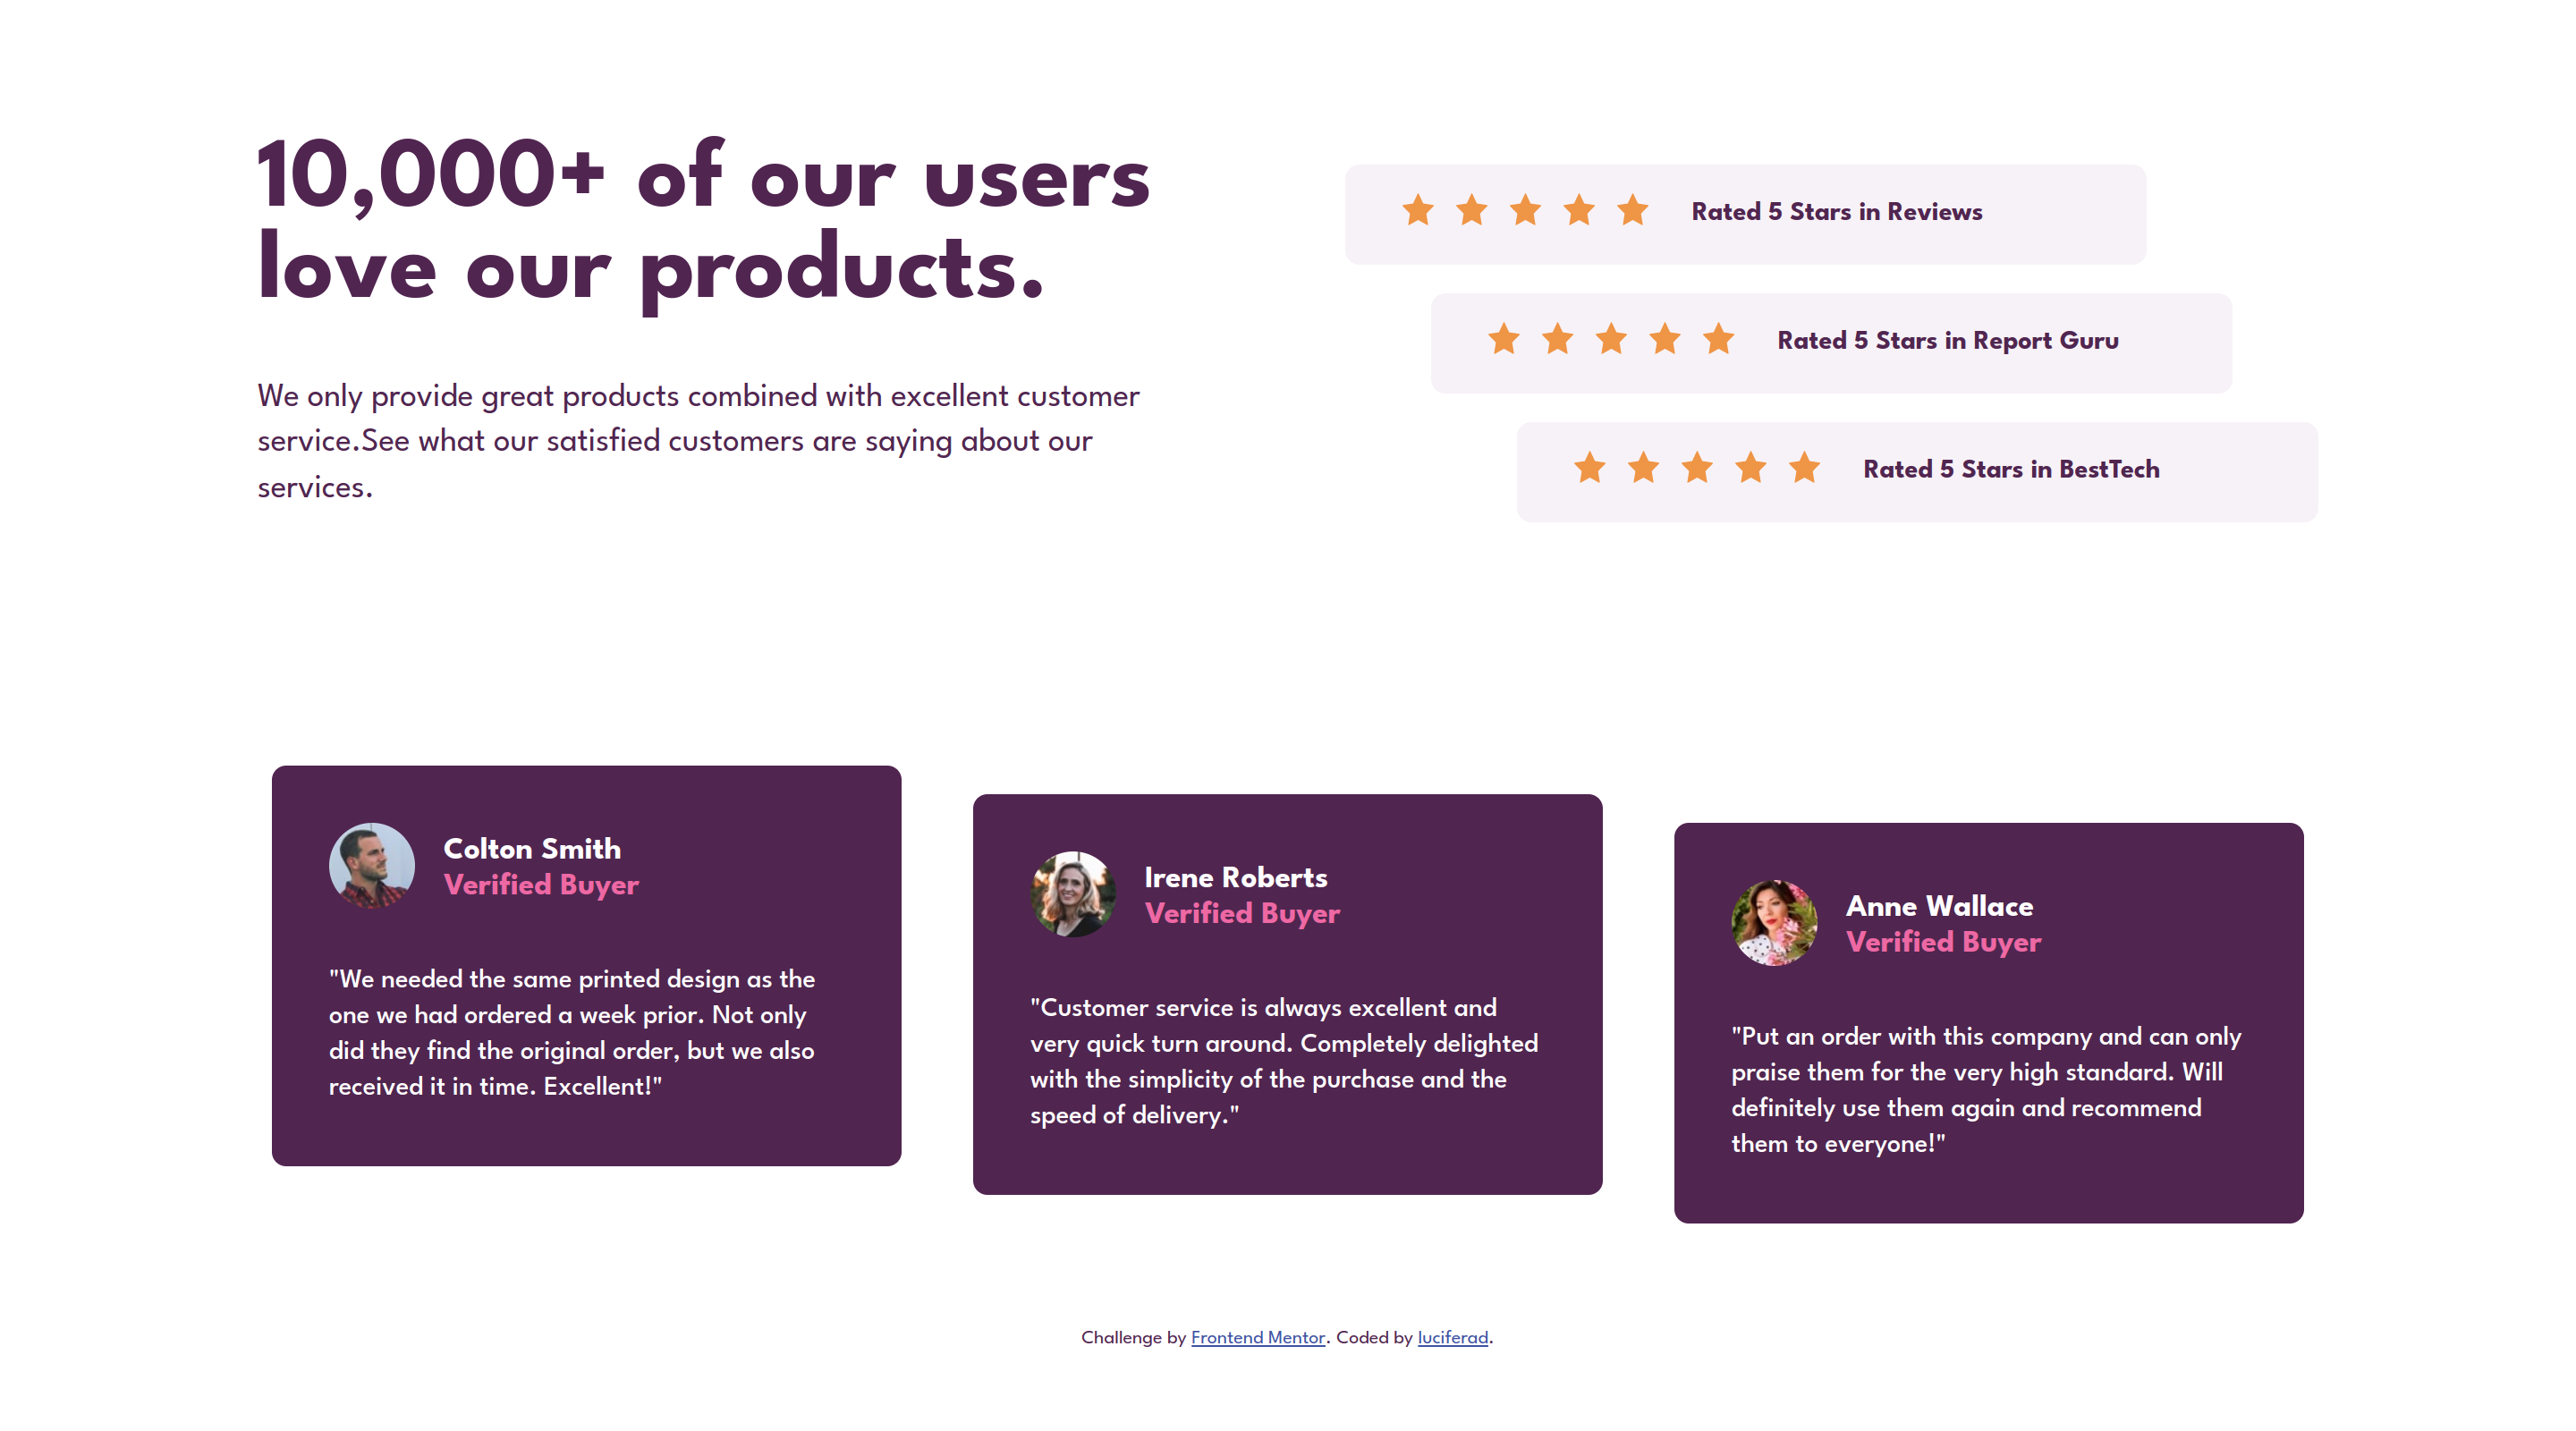 10,000+ of our users
love our products.
We only provide great products combined with excellent customer
service.See what our satisfied customers are saying about our
services.
Rated 5 Stars in Reviews
Rated 5 Stars in Report Guru
Rated 5 Stars in BestTech
Colton Smith
Verified Buyer
"We needed the same printed design as the
one we had ordered a week prior. Not only
did they find the original order, but we also
received it in time. Excellent!"
Irene Roberts
Verified Buyer
"Customer service is always excellent and
very quick turn around. Completely delighted
with the simplicity of the purchase and the
speed of delivery."
Anne Wallace
Verified Buyer
"Put an order with this company and can only
praise them for the very high standard. Will
definitely use them again and recommend
them to everyone!"
Challenge by Frontend Mentor. Coded by luciferad.